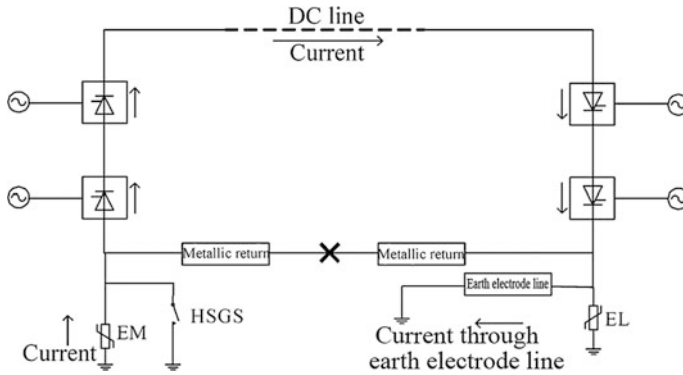 DC line
Current
Metallic return
Metallic return
Earth electrode line
HSGS
EM
EL
Current
Current through
earth electrode line